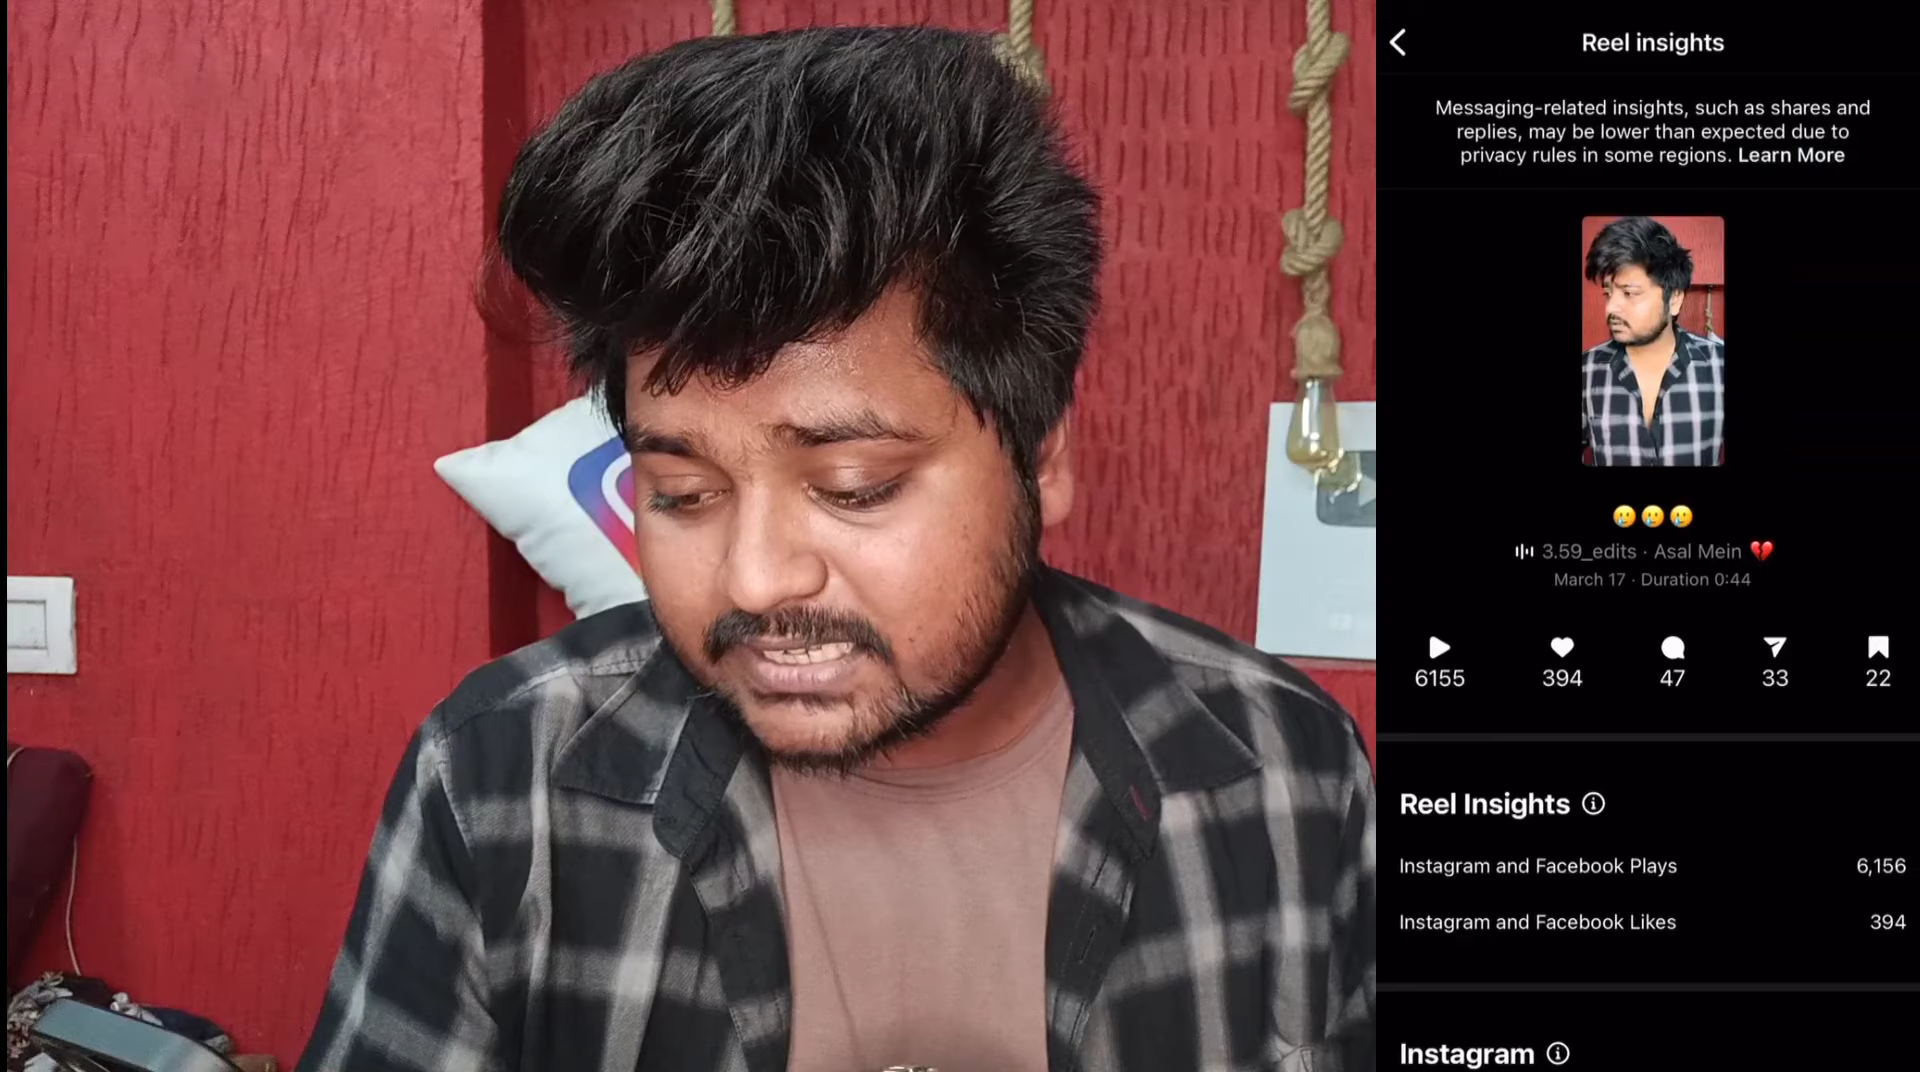 Reel insights
Messaging-related insights, such as shares and
replies, may be lower than expected due to
privacy rules in some regions. Learn More
🥲🥲🥲
3.59_edits · Asal Mein 💔
March 17 · Duration 0:44
6155 394 47 33 22
Reel Insights
Instagram and Facebook Plays 6,156
Instagram and Facebook Likes 394
Instagram